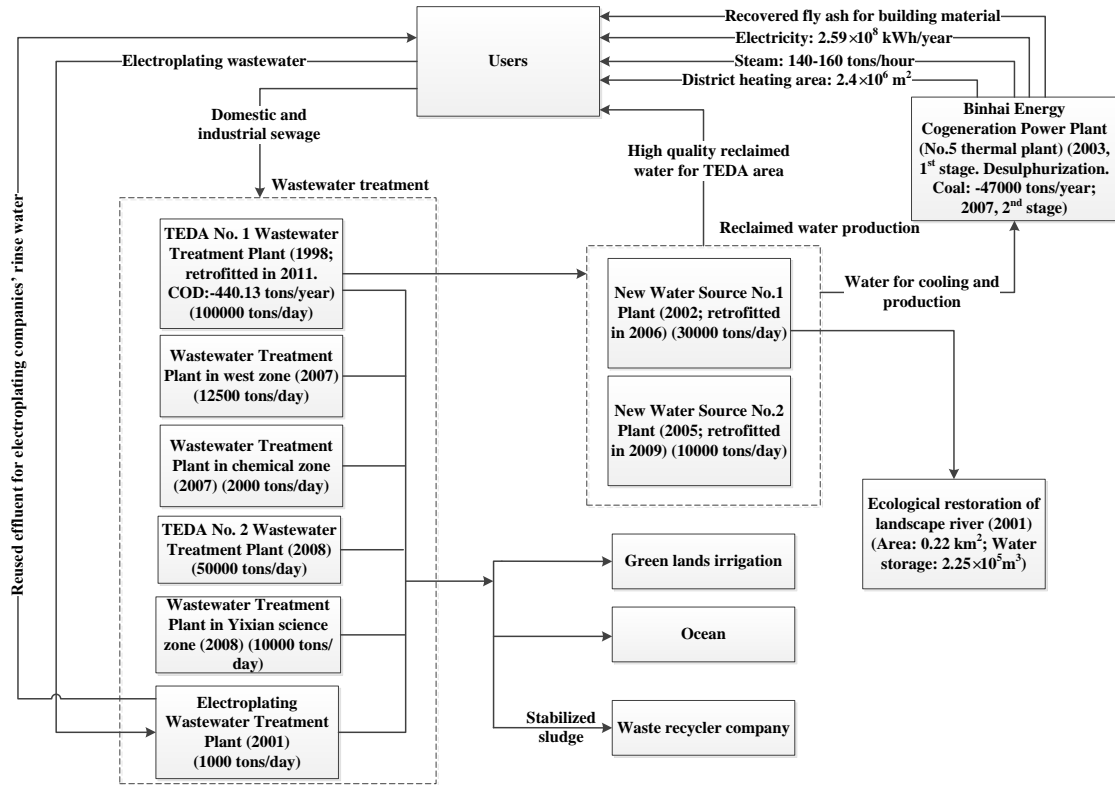 Recovered fly ash for building material
Electricity: 2.59×10⁸ kWh/year
Steam: 140-160 tons/hour
District heating area: 2.4×10⁶ m²
Electroplating wastewater
Users
Domestic and
industrial sewage
High quality reclaimed
water for TEDA area
Binhai Energy
Cogeneration Power Plant
(No.5 thermal plant) (2003,
1ˢᵗ stage. Desulphurization.
Coal: -47000 tons/year;
2007, 2ⁿᵈ stage)
Wastewater treatment
Reclaimed water production
TEDA No. 1 Wastewater
Treatment Plant (1998;
retrofitted in 2011.
COD:-440.13 tons/year)
(100000 tons/day)
New Water Source No.1
Plant (2002; retrofitted
in 2006) (30000 tons/day)
Water for cooling and
production
Wastewater Treatment
Plant in west zone (2007)
(12500 tons/day)
New Water Source No.2
Plant (2005; retrofitted
in 2009) (10000 tons/day)
Wastewater Treatment
Plant in chemical zone
(2007) (2000 tons/day)
Ecological restoration of
landscape river (2001)
(Area: 0.22 km²; Water
storage: 2.25×10⁵m³)
TEDA No. 2 Wastewater
Treatment Plant (2008)
(50000 tons/day)
Green lands irrigation
Wastewater Treatment
Plant in Yixian science
zone (2008) (10000 tons/
day)
Ocean
Electroplating
Wastewater Treatment
Plant (2001)
(1000 tons/day)
Stabilized
sludge
Waste recycler company
Reused effluent for electroplating companies' rinse water